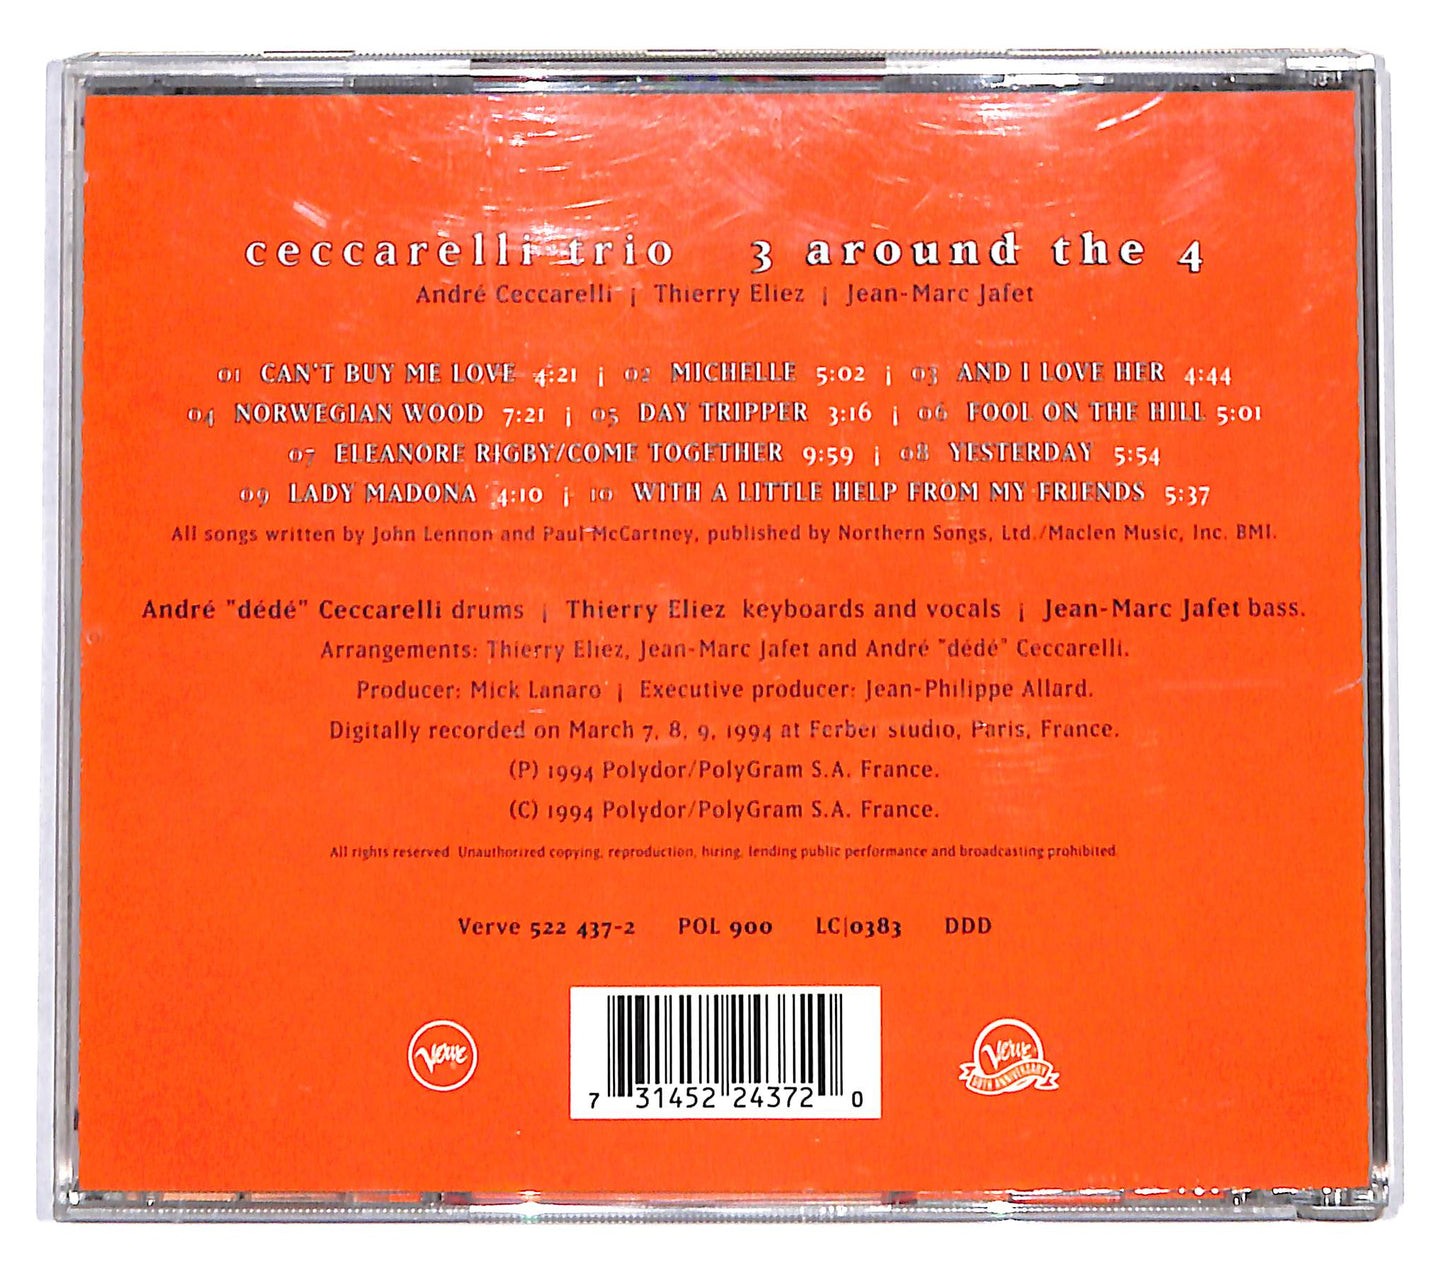 ceccarelli trio 3 around the 4
André Ceccarelli ¡ Thierry Eliez ¡ Jean-Marc Jafet
01 CAN'T BUY ME LOVE 4:21 ¡ 02 MICHELLE 5:02 ¡ 03 AND I LOVE HER 4:44
04 NORWEGIAN WOOD 7:21 ¡ 05 DAY TRIPPER 3:16 ¡ 06 FOOL ON THE HILL 5:01
07 ELEANORE RIGBY/COME TOGETHER 9:59 ¡ 08 YESTERDAY 5:54
09 LADY MADONA 4:10 ¡ 10 WITH A LITTLE HELP FROM MY FRIENDS 5:37
All songs written by John Lennon and Paul McCartney, published by Northern Songs, Ltd./Maclen Music, Inc. BMI.
André "dédé" Ceccarelli drums ¡ Thierry Eliez keyboards and vocals ¡ Jean-Marc Jafet bass.
Arrangements: Thierry Eliez, Jean-Marc Jafet and André "dédé" Ceccarelli.
Producer: Mick Lanaro ¡ Executive producer: Jean-Philippe Allard.
Digitally recorded on March 7, 8, 9, 1994 at Ferber studio, Paris, France.
(P) 1994 Polydor/PolyGram S.A. France.
(C) 1994 Polydor/PolyGram S.A. France.
All rights reserved. Unauthorized copying, reproduction, hiring, lending public performance and broadcasting prohibited.
Verve 522 437-2 POL 900 LC|0383 DDD
Verve
Verve
50TH ANNIVERSARY
7 31452 24372 0